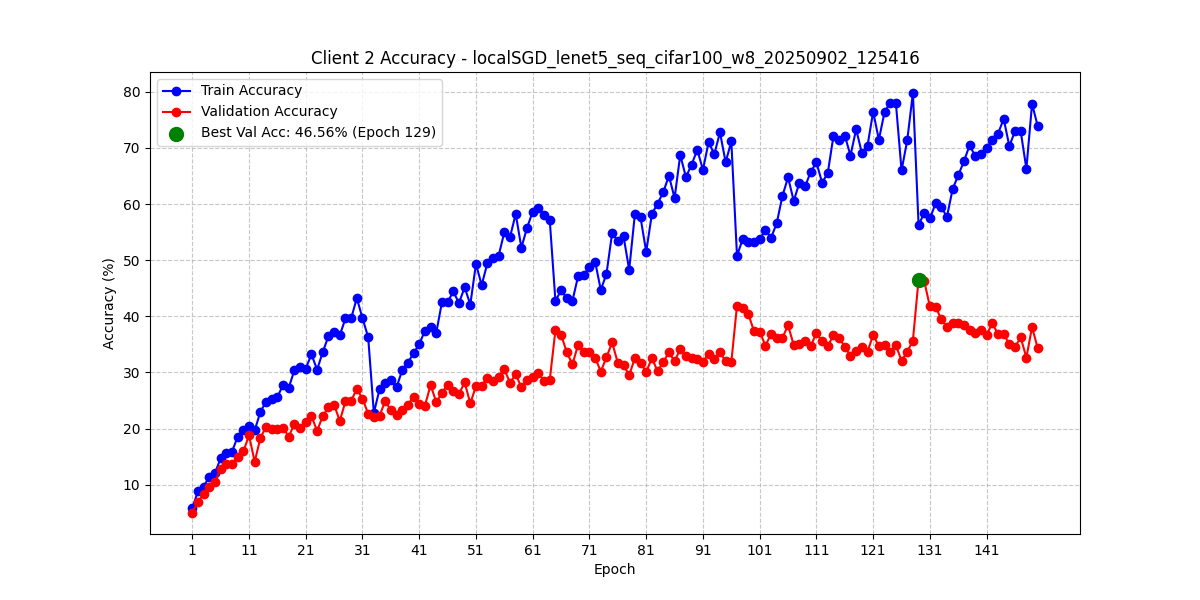 Client 2 Accuracy - localSGD_lenet5_seq_cifar100_w8_20250902_125416
Train Accuracy
Validation Accuracy
Best Val Acc: 46.56% (Epoch 129)
Accuracy (%)
80
70
60
50
40
30
20
10
1 11 21 31 41 51 61 71 81 91 101 111 121 131 141
Epoch